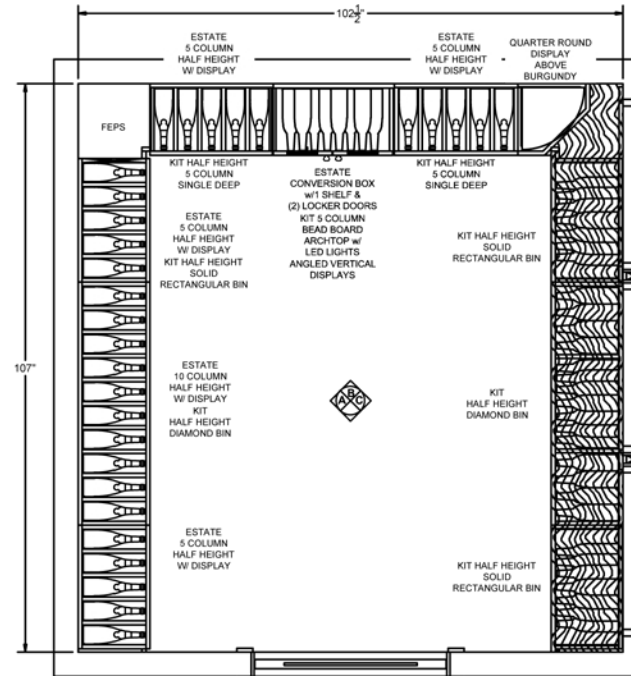 102 1/2"
ESTATE
5 COLUMN
HALF HEIGHT
W/ DISPLAY
ESTATE
5 COLUMN
HALF HEIGHT
W/ DISPLAY
QUARTER ROUND
DISPLAY
ABOVE
BURGUNDY
FEPS
KIT HALF HEIGHT
5 COLUMN
SINGLE DEEP
ESTATE
CONVERSION BOX
w/1 SHELF &
(2) LOCKER DOORS
KIT 5 COLUMN
BEAD BOARD
ARCHTOP w/
LED LIGHTS
ANGLED VERTICAL
DISPLAYS
KIT HALF HEIGHT
5 COLUMN
SINGLE DEEP
ESTATE
5 COLUMN
HALF HEIGHT
W/ DISPLAY
KIT HALF HEIGHT
SOLID
RECTANGULAR BIN
KIT HALF HEIGHT
SOLID
RECTANGULAR BIN
107"
ESTATE
10 COLUMN
HALF HEIGHT
W/ DISPLAY
KIT
HALF HEIGHT
DIAMOND BIN
A B C
KIT
HALF HEIGHT
DIAMOND BIN
ESTATE
5 COLUMN
HALF HEIGHT
W/ DISPLAY
KIT HALF HEIGHT
SOLID
RECTANGULAR BIN